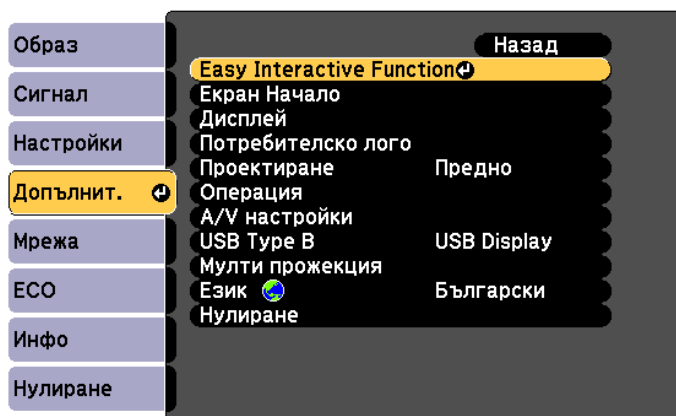 Образ
Сигнал
Настройки
Допълнит.
Мрежа
ECO
Инфо
Нулиране
Назад
Easy Interactive Function
Екран Начало
Дисплей
Потребителско лого
Проектиране Предно
Операция
A/V настройки
USB Type B USB Display
Мулти прожекция
Език Български
Нулиране